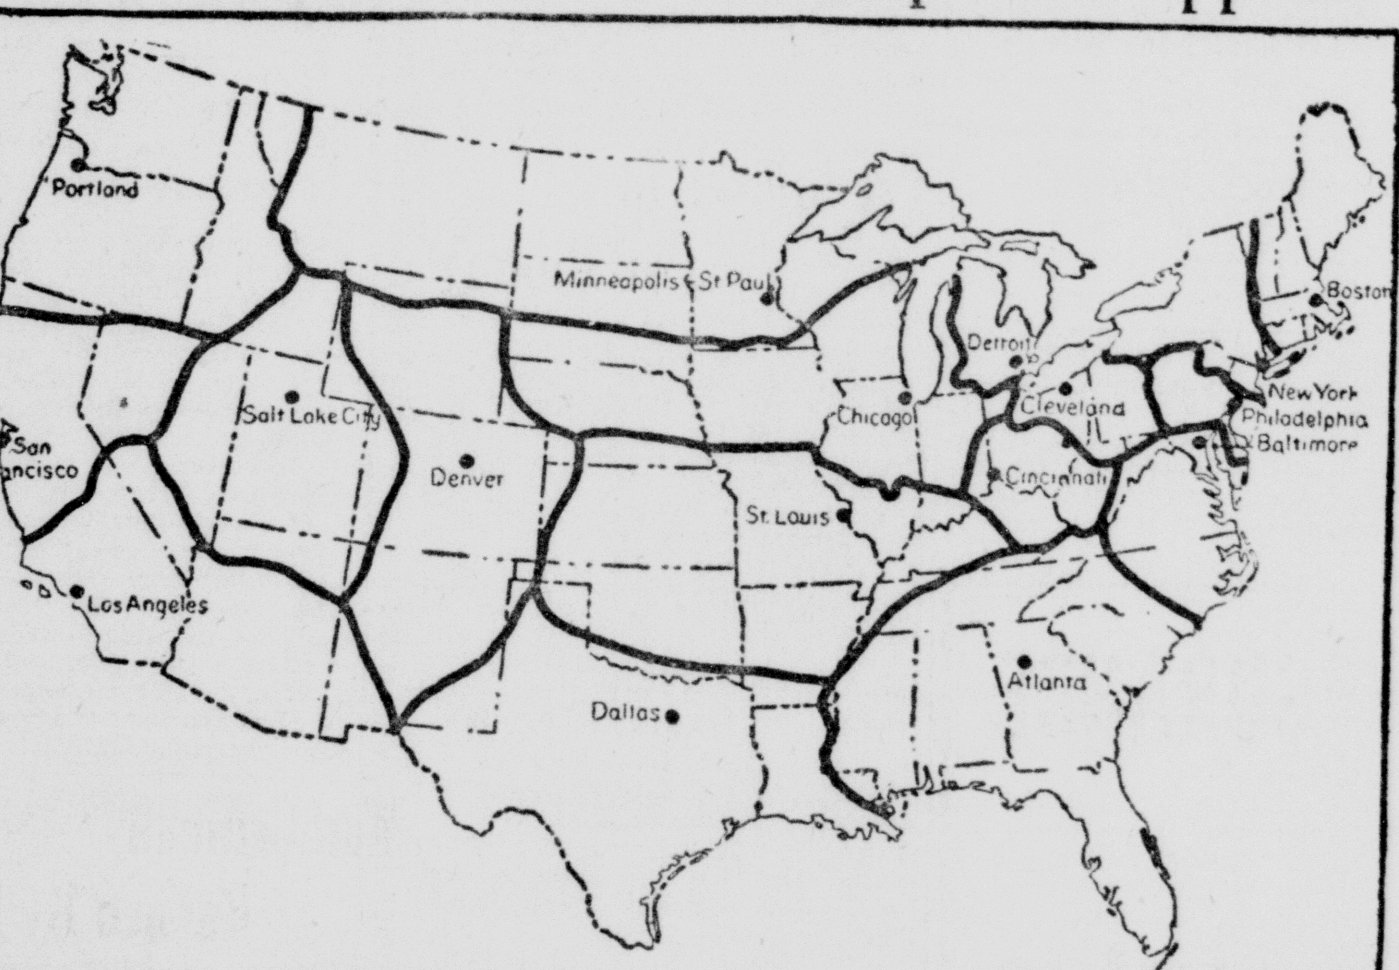 Portland
Minneapolis & St Paul
Boston
Detroit
Salt Lake City
Chicago
Cleveland
New York
Philadelphia
Baltimore
San
ancisco
Denver
Cincinnati
St. Louis
Los Angeles
Atlanta
Dallas